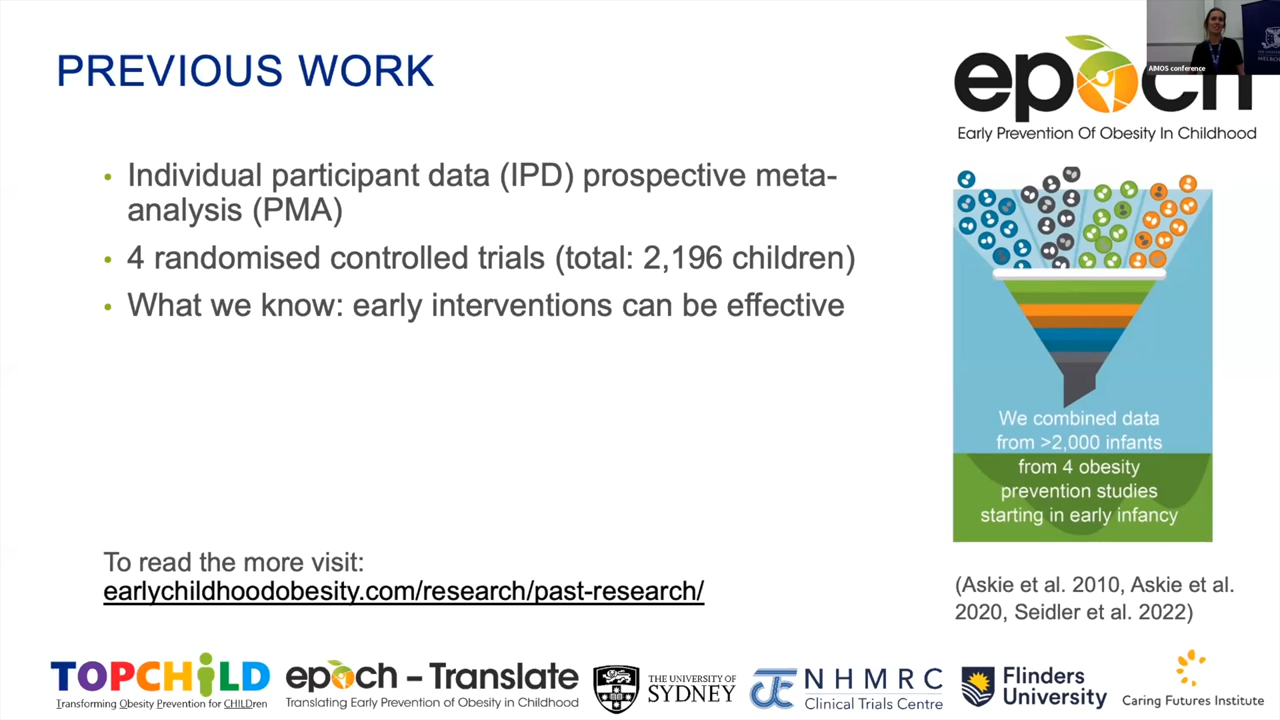 PREVIOUS WORK
epoch
Early Prevention Of Obesity In Childhood
AIMOS conference
• Individual participant data (IPD) prospective meta-
analysis (PMA)
• 4 randomised controlled trials (total: 2,196 children)
• What we know: early interventions can be effective
We combined data
from >2,000 infants
from 4 obesity
prevention studies
starting in early infancy
To read the more visit:
earlychildhoodobesity.com/research/past-research/
(Askie et al. 2010, Askie et al.
2020, Seidler et al. 2022)
TOPCHiLD
Transforming Obesity Prevention for CHILDren
epoch – Translate
Translating Early Prevention of Obesity in Childhood
THE UNIVERSITY OF
SYDNEY
NHMRC
Clinical Trials Centre
Flinders
University
Caring Futures Institute